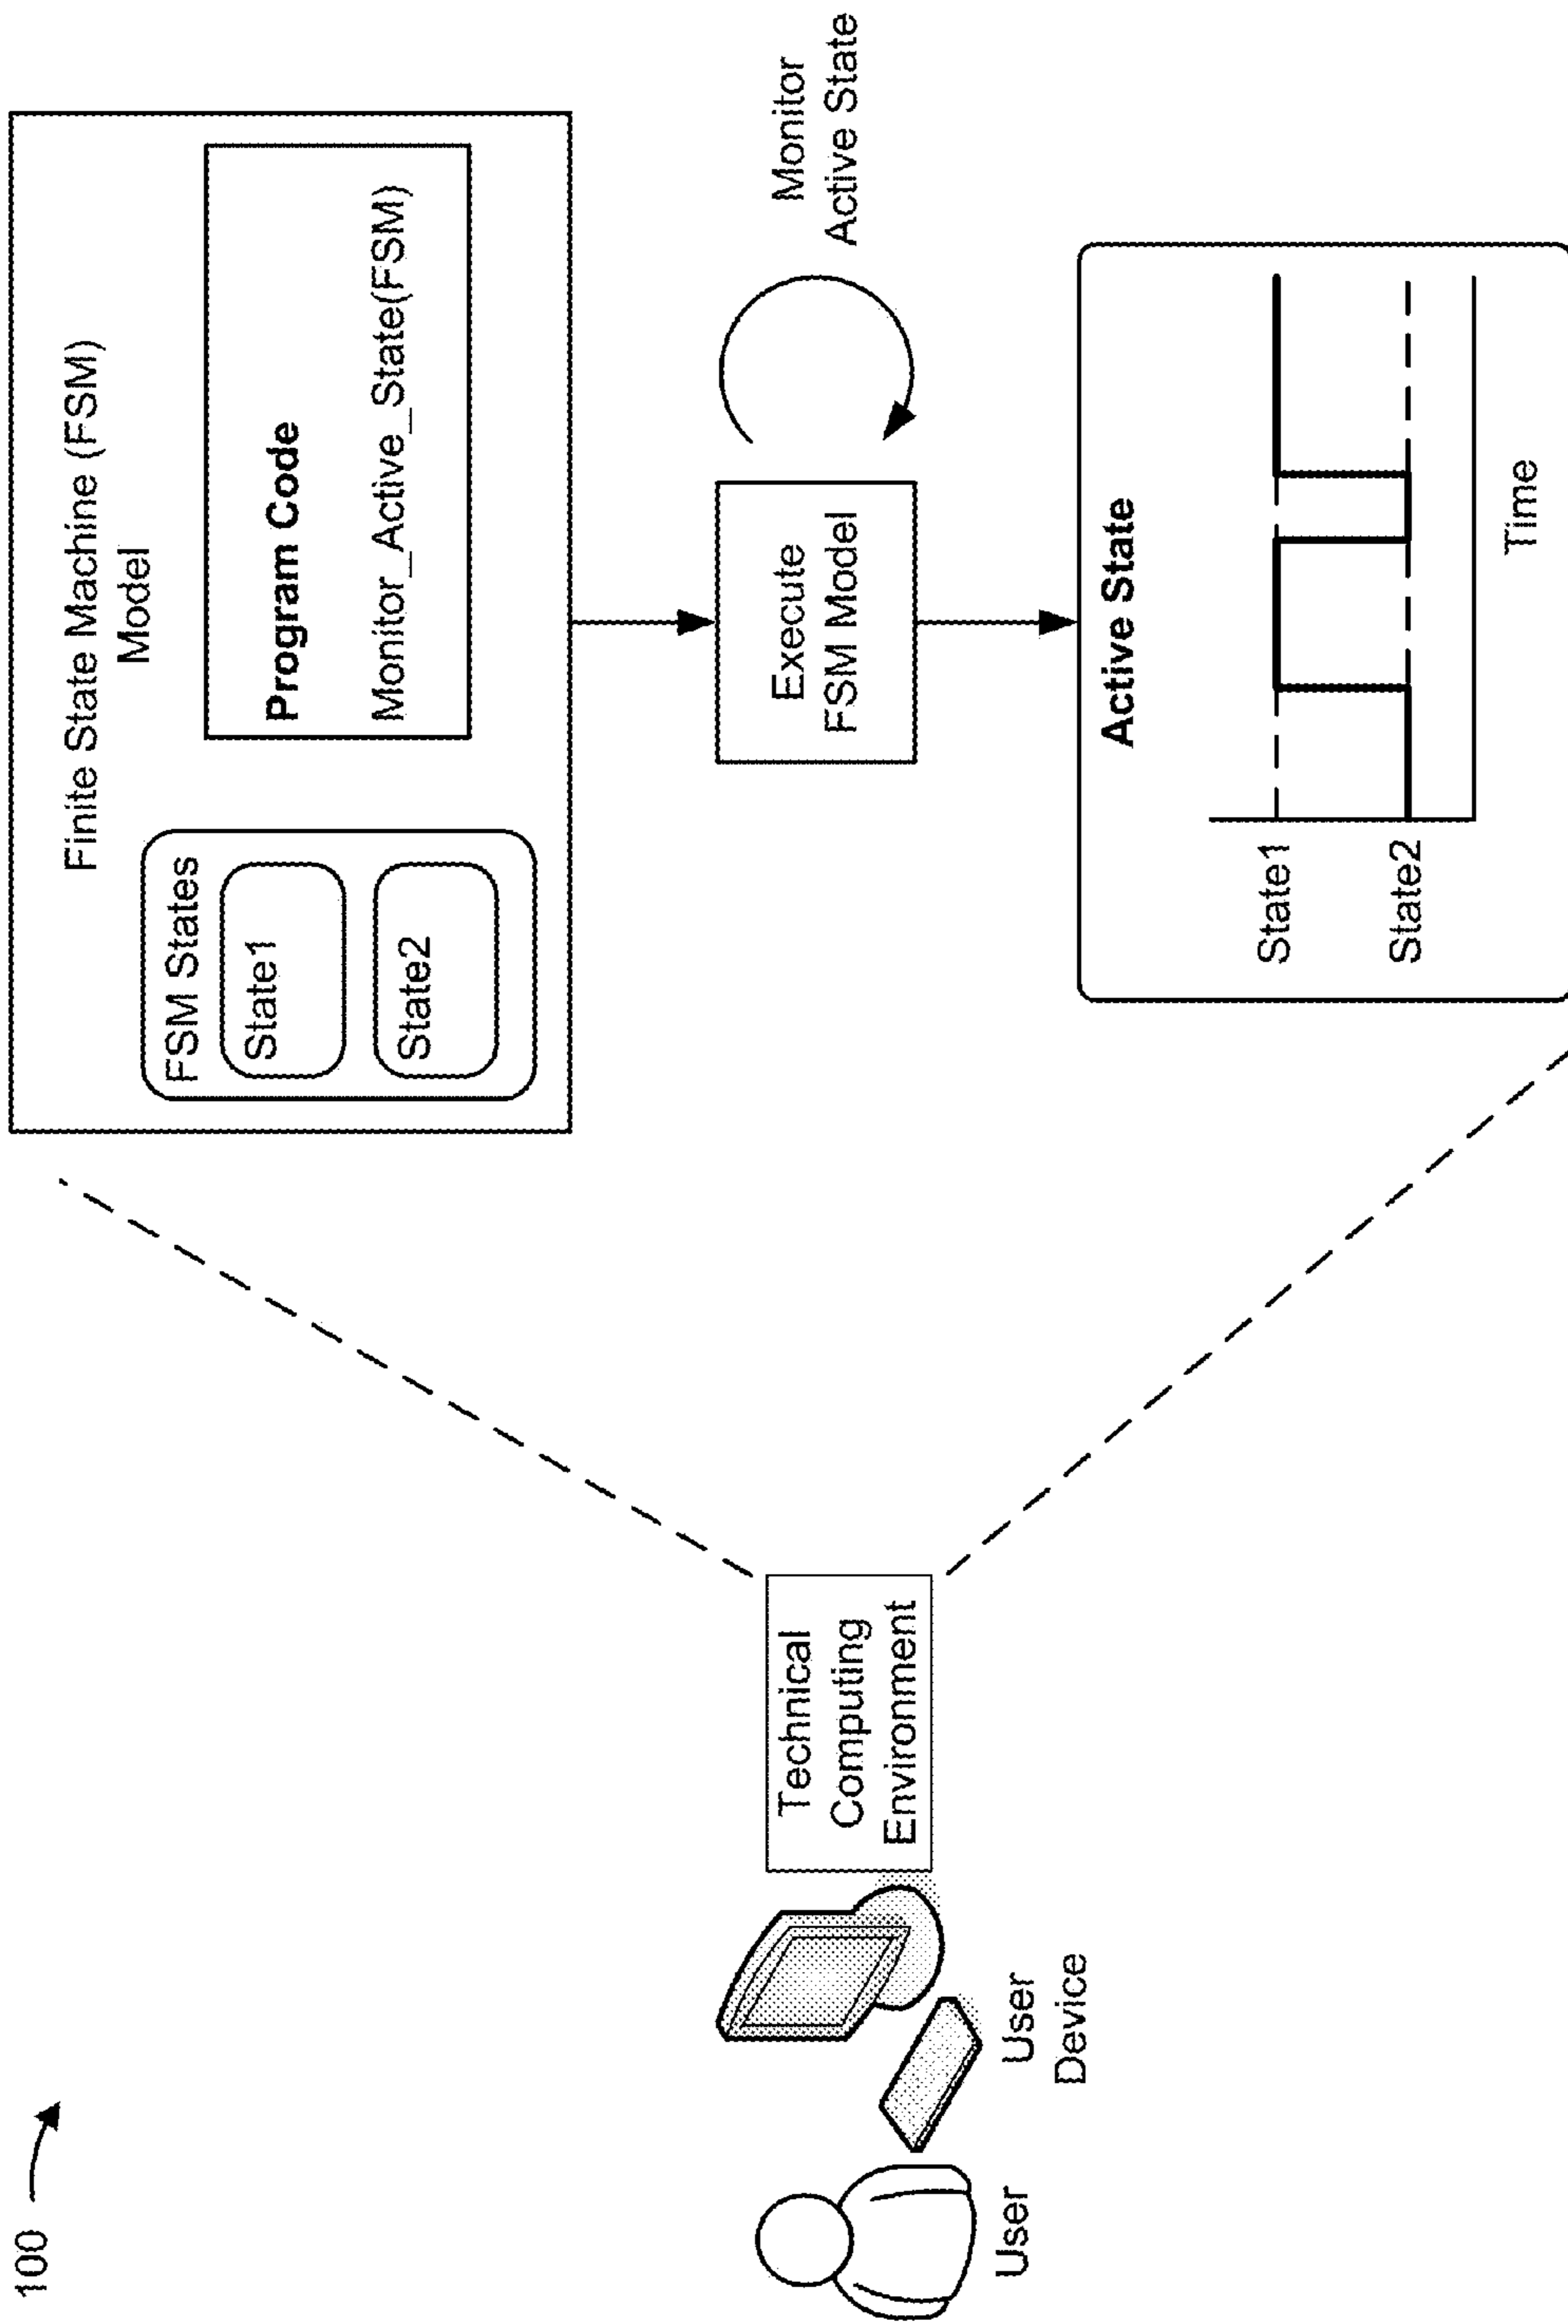 100
Finite State Machine (FSM)
Model
FSM States
State1
State2
Program Code
Monitor_Active_State(FSM)
Execute
FSM Model
Monitor
Active State
Active State
State1
State2
Time
Technical
Computing
Environment
User
User
Device